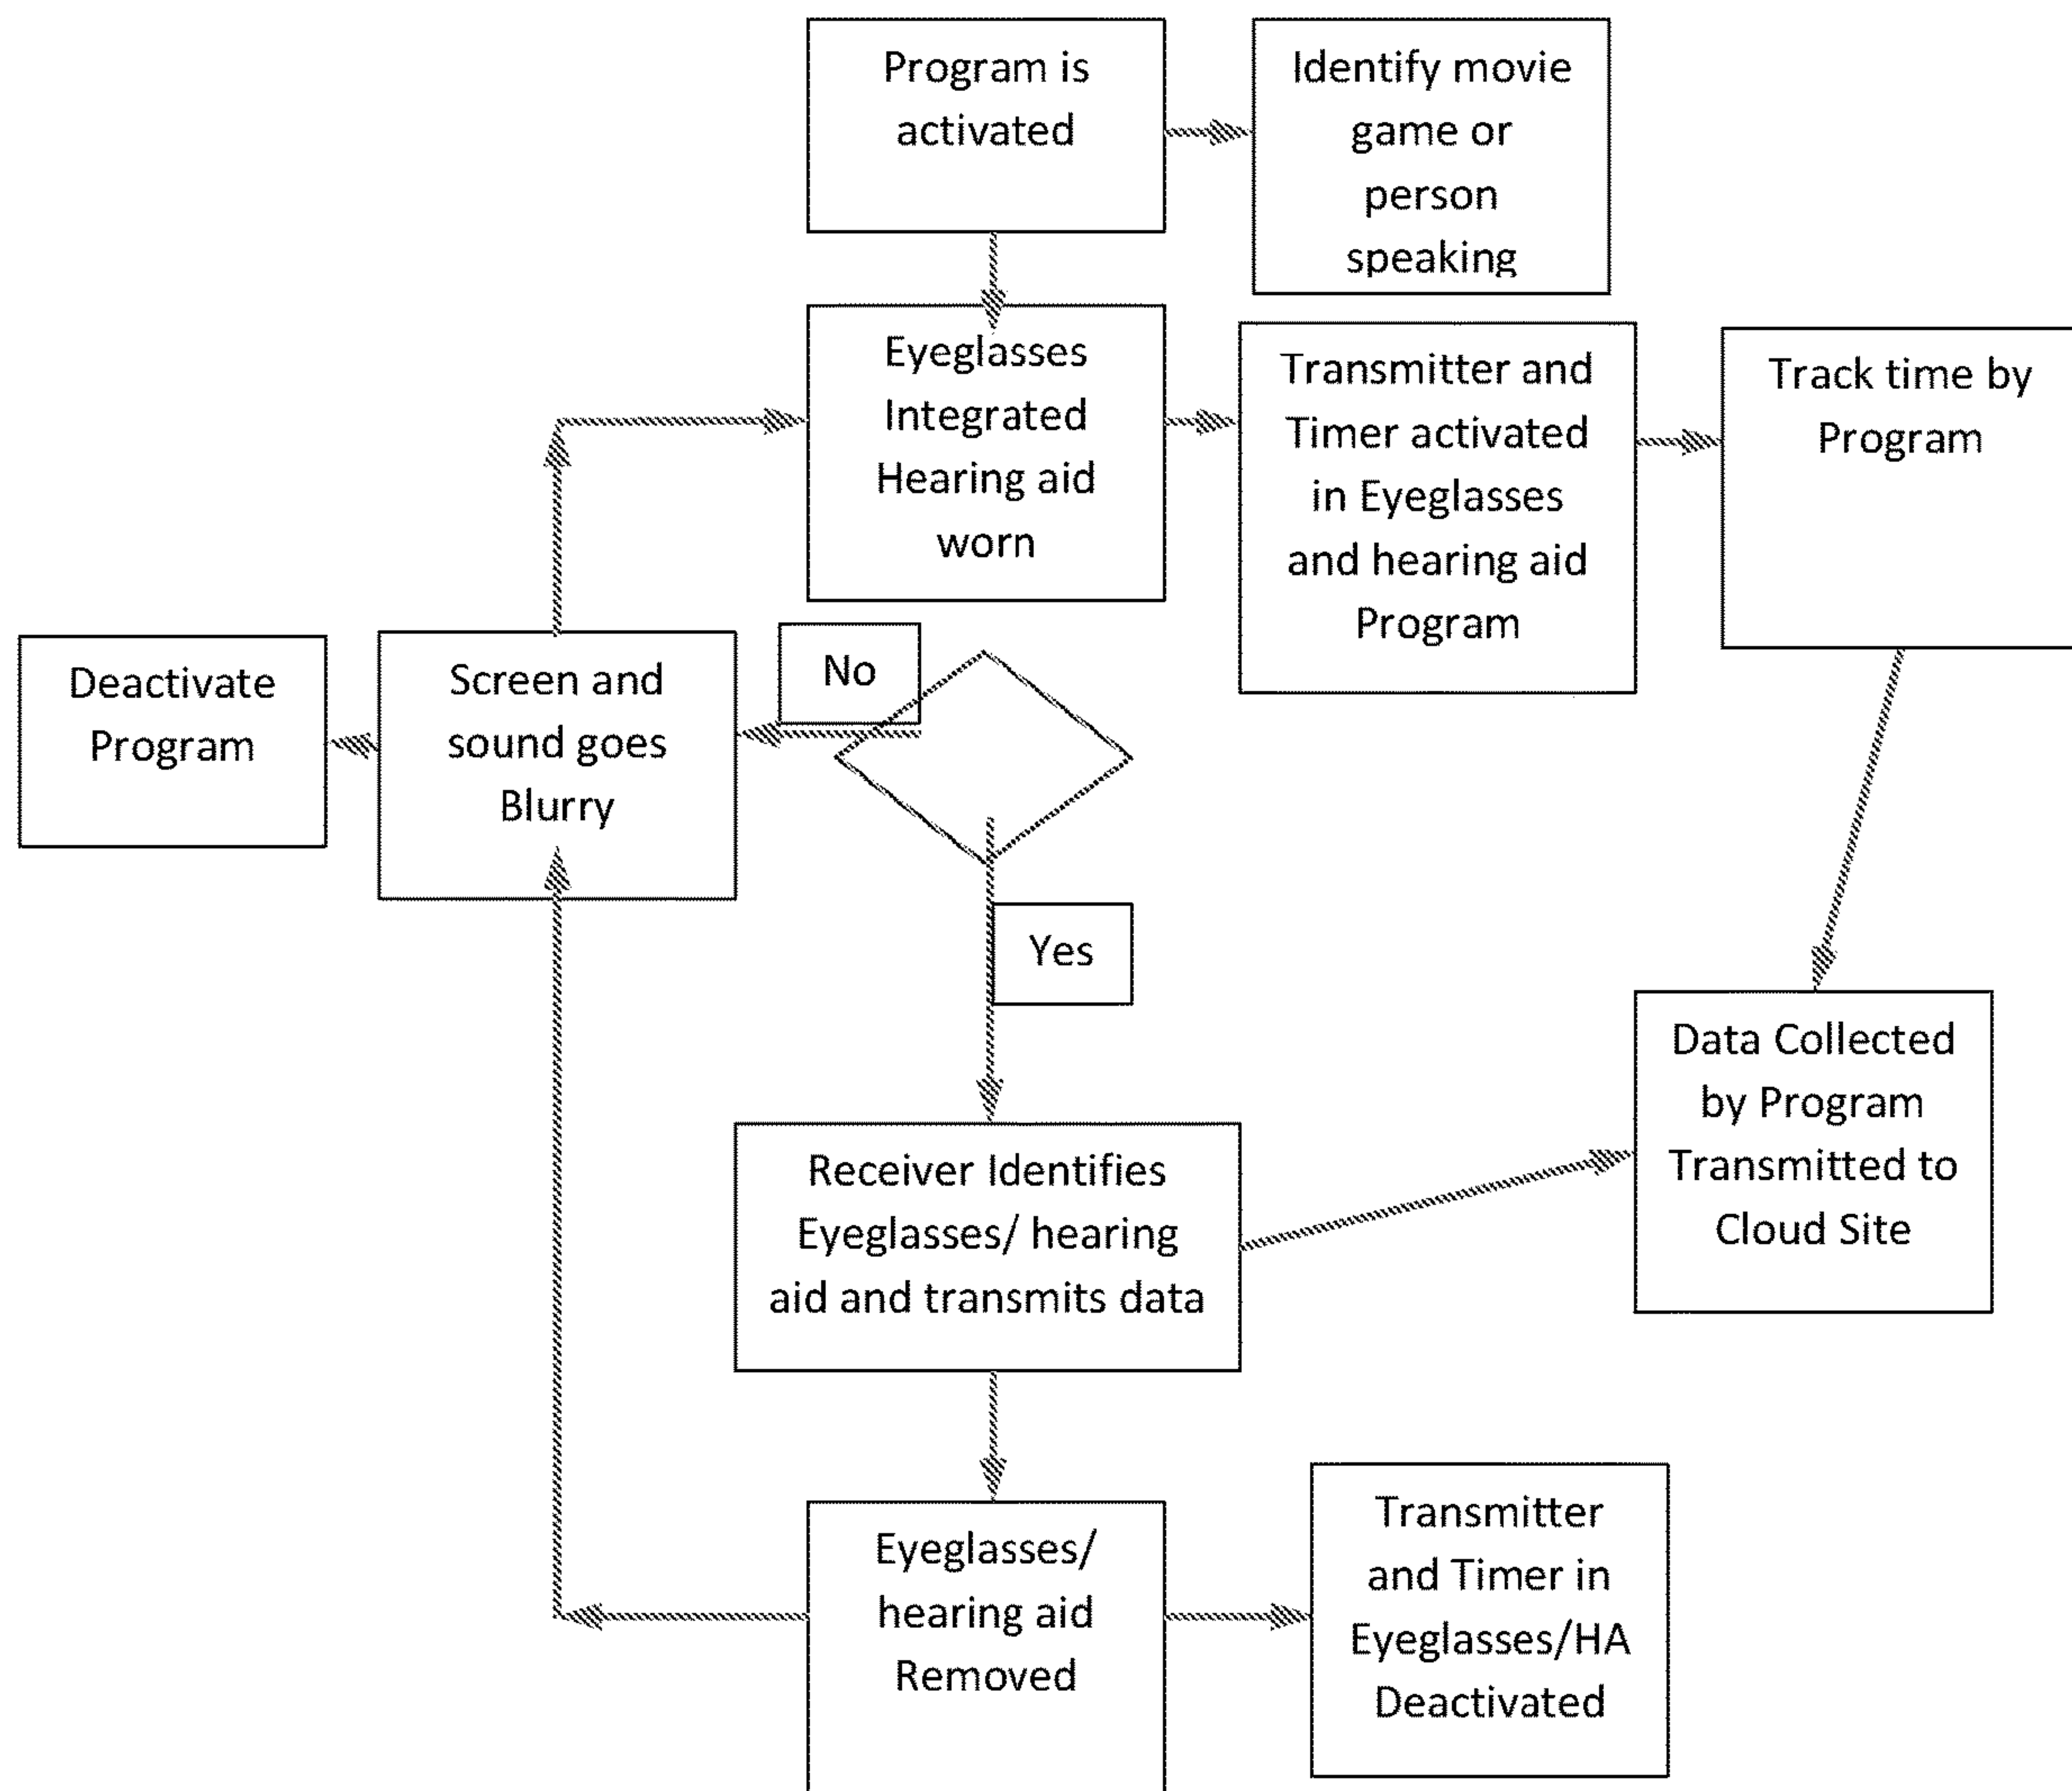 Program is
activated
Identify movie
game or
person
speaking
Eyeglasses
Integrated
Hearing aid
worn
Transmitter and
Timer activated
in Eyeglasses
and hearing aid
Program
Track time by
Program
Deactivate
Program
Screen and
sound goes
Blurry
No
Yes
Receiver Identifies
Eyeglasses/ hearing
aid and transmits data
Data Collected
by Program
Transmitted to
Cloud Site
Eyeglasses/
hearing aid
Removed
Transmitter
and Timer in
Eyeglasses/HA
Deactivated